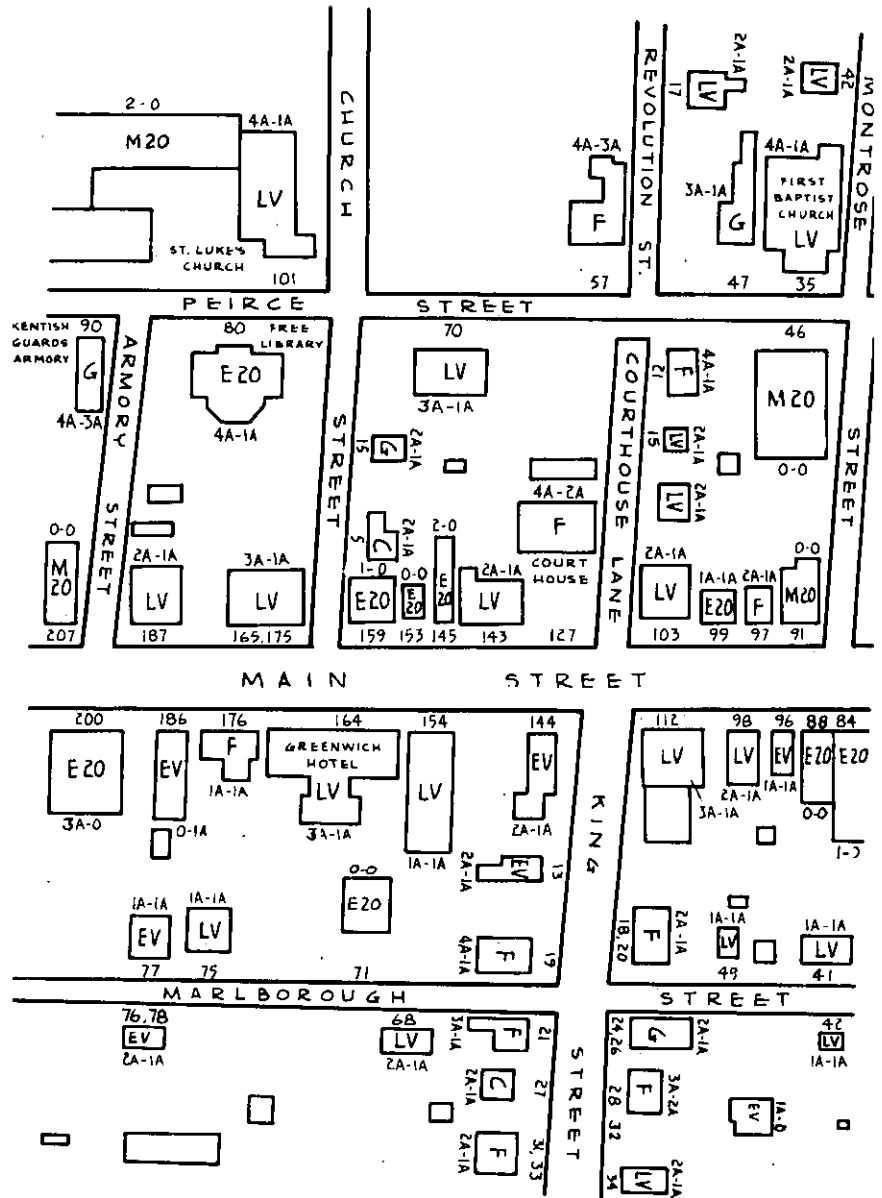 2-0
M20
4A-1A
LV
ST. LUKE'S
CHURCH
101
CHURCH
4A-3A
F
57
REVOLUTION ST.
17
LV
2A-1A
2A-1A
LV
42
MONTROSE
3A-1A
G
47
4A-1A
FIRST
BAPTIST
CHURCH
LV
35
PEIRCE STREET
KENTISH
GUARDS
ARMORY
90
G
4A-3A
ARMORY
STREET
80
FREE
LIBRARY
E20
4A-1A
STREET
70
LV
3A-1A
15
G
2A-1A
5
C
2A-1A
4A-2A
F
COURT
HOUSE
127
COURTHOUSE LANE
21
F
4A-1A
15
LV
2A-1A
LV
2A-1A
46
M20
0-0
STREET
0-0
M
20
207
2A-1A
LV
187
3A-1A
LV
165,175
1-0
E20
159
0-0
E
20
153
2-0
E
20
145
2A-1A
LV
143
2A-1A
LV
103
1A-1A
E20
99
2A-1A
F
97
0-0
M20
91
MAIN STREET
200
E20
3A-0
186
EV
0-1A
176
F
1A-1A
164
GREENWICH
HOTEL
LV
3A-1A
154
LV
1A-1A
144
EV
2A-1A
KING
112
LV
3A-1A
98
LV
2A-1A
96
EV
1A-1A
88
E20
0-0
84
E20
1-0
2A-1A
EV
13
1A-1A
EV
77
1A-1A
LV
75
0-0
E20
71
4A-1A
F
19
18,20
F
2A-1A
1A-1A
LV
49
1A-1A
LV
41
MARLBOROUGH STREET
76,78
EV
2A-1A
68
LV
2A-1A
3A-1A
F
21
2A-1A
C
27
2A-1A
F
31,33
STREET
24,26
G
2A-1A
28
32
F
3A-2A
EV
1A-0
42
LV
1A-1A
34
LV
2A-1A